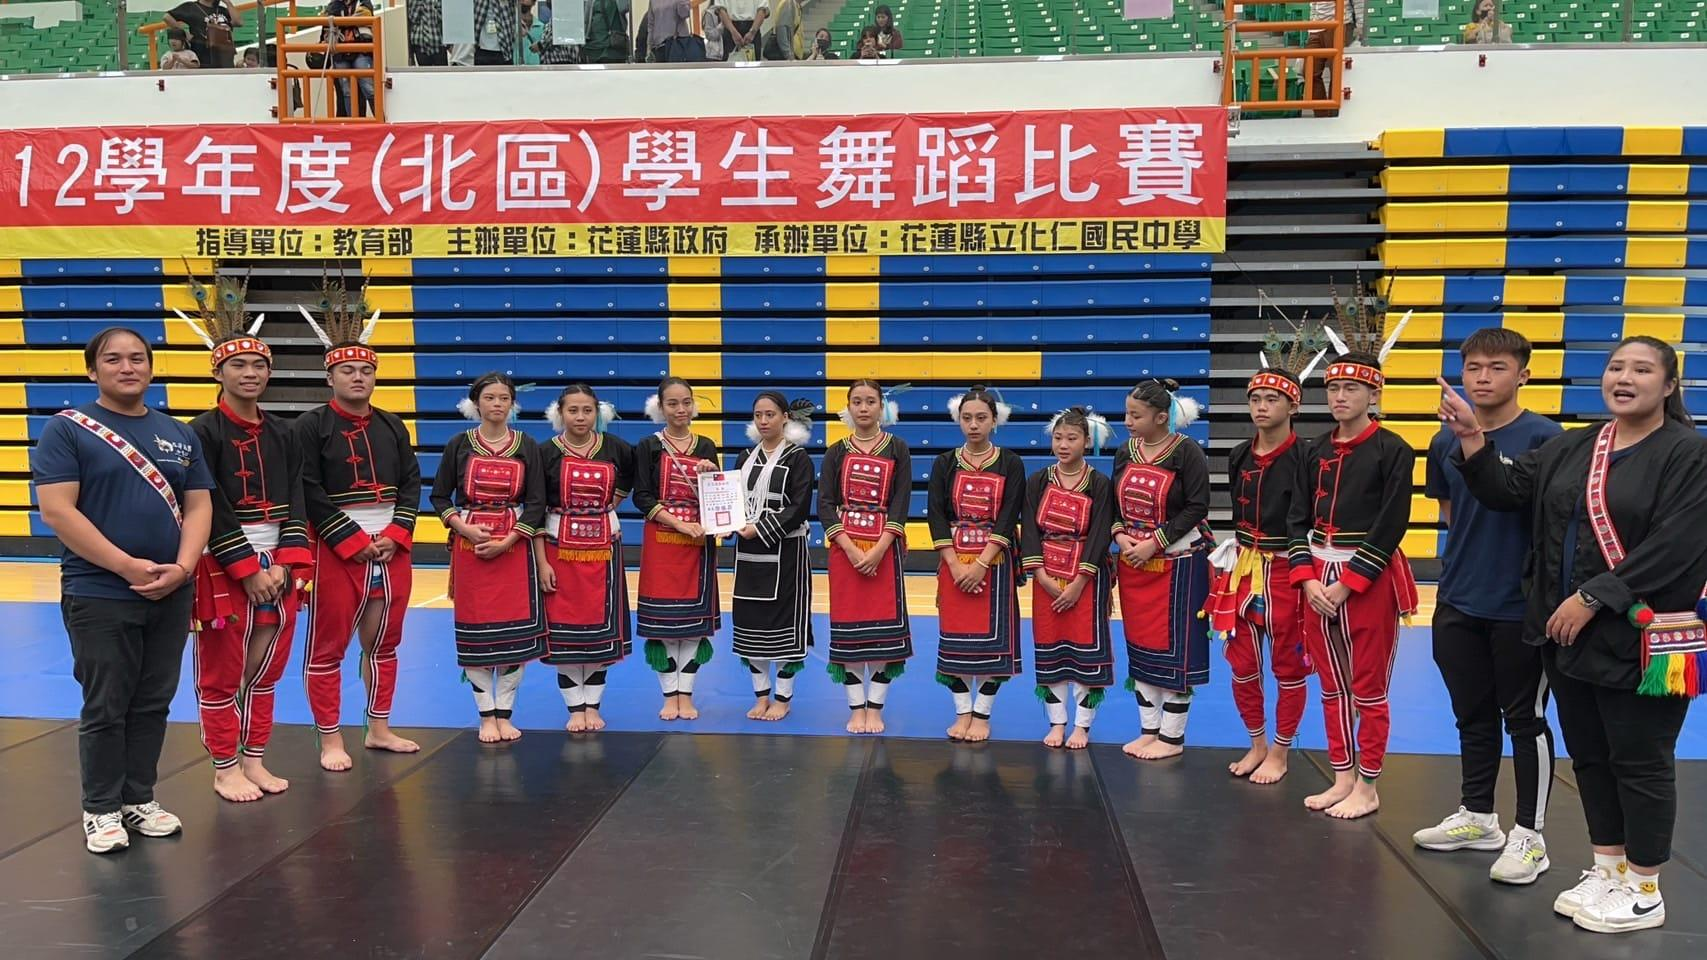 12學年度(北區)學生舞蹈比賽
指導單位：教育部　主辦單位：花蓮縣政府　承辦單位：花蓮縣立化仁國民中學